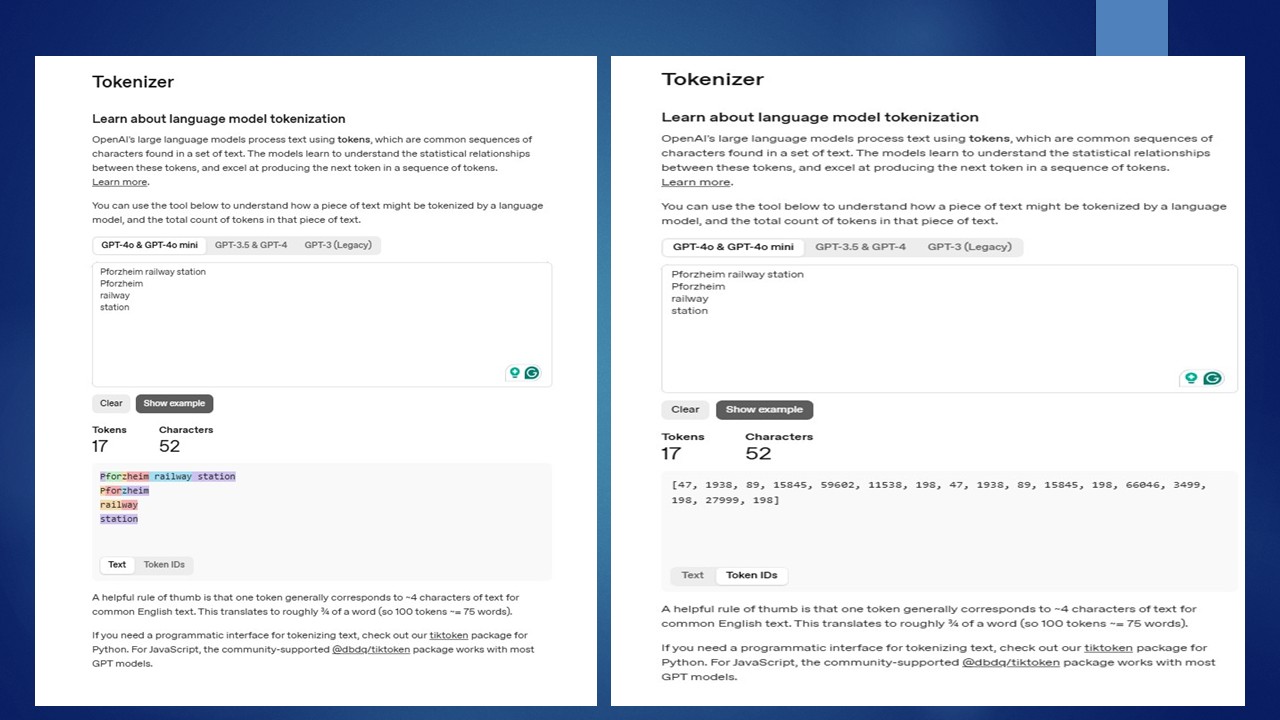 Tokenizer
Learn about language model tokenization
OpenAI's large language models process text using tokens, which are common sequences of
characters found in a set of text. The models learn to understand the statistical relationships
between these tokens, and excel at producing the next token in a sequence of tokens.
Learn more.
You can use the tool below to understand how a piece of text might be tokenized by a language
model, and the total count of tokens in that piece of text.
GPT-4o & GPT-4o mini GPT-3.5 & GPT-4 GPT-3 (Legacy)
Pforzheim railway station
Pforzheim
railway
station
Clear Show example
Tokens Characters
17 52
Pforzheim railway station
Pforzheim
railway
station
Text Token IDs
A helpful rule of thumb is that one token generally corresponds to ~4 characters of text for
common English text. This translates to roughly ¾ of a word (so 100 tokens ~= 75 words).
If you need a programmatic interface for tokenizing text, check out our tiktoken package for
Python. For JavaScript, the community-supported @dbdq/tiktoken package works with most
GPT models.
Tokenizer
Learn about language model tokenization
OpenAI's large language models process text using tokens, which are common sequences of
characters found in a set of text. The models learn to understand the statistical relationships
between these tokens, and excel at producing the next token in a sequence of tokens.
Learn more.
You can use the tool below to understand how a piece of text might be tokenized by a language
model, and the total count of tokens in that piece of text.
GPT-4o & GPT-4o mini GPT-3.5 & GPT-4 GPT-3 (Legacy)
Pforzheim railway station
Pforzheim
railway
station
Clear Show example
Tokens Characters
17 52
[47, 1938, 89, 15845, 59602, 11538, 198, 47, 1938, 89, 15845, 198, 66046, 3499,
198, 27999, 198]
Text Token IDs
A helpful rule of thumb is that one token generally corresponds to ~4 characters of text for
common English text. This translates to roughly ¾ of a word (so 100 tokens ~= 75 words).
If you need a programmatic interface for tokenizing text, check out our tiktoken package for
Python. For JavaScript, the community-supported @dbdq/tiktoken package works with most
GPT models.